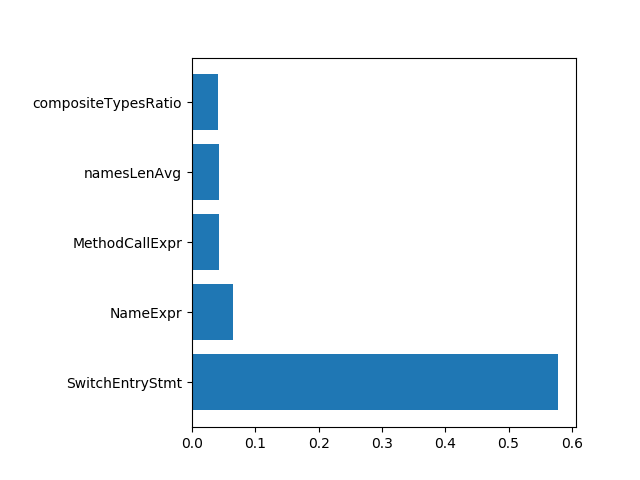 compositeTypesRatio
namesLenAvg
MethodCallExpr
NameExpr
SwitchEntryStmt
0.0 0.1 0.2 0.3 0.4 0.5 0.6